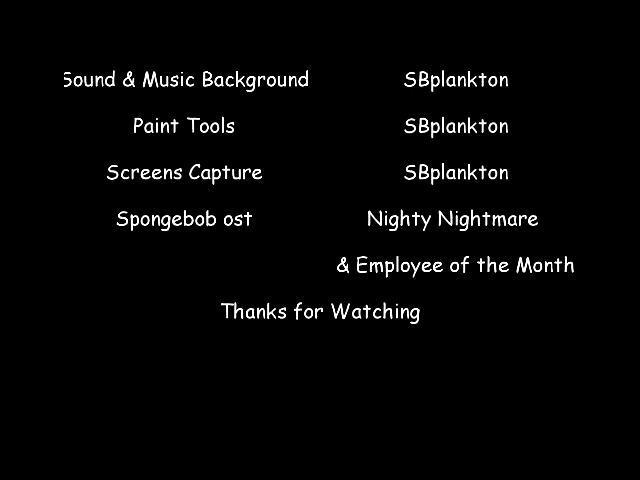 Sound & Music Background SBplankton
Paint Tools SBplankton
Screens Capture SBplankton
Spongebob ost Nighty Nightmare
& Employee of the Month
Thanks for Watching